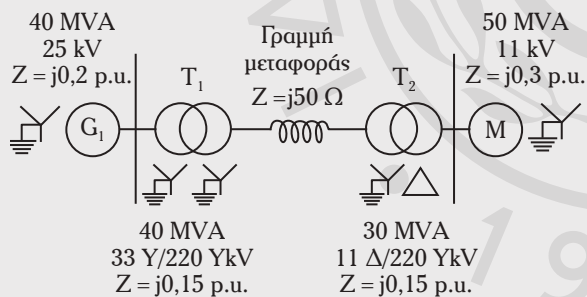 40 MVA
25 kV
Z = j0,2 p.u.
G₁
T₁
40 MVA
33 Y/220 YkV
Z = j0,15 p.u.
Γραμμή
μεταφοράς
Z = j50 Ω
T₂
30 MVA
11 Δ/220 YkV
Z = j0,15 p.u.
50 MVA
11 kV
Z = j0,3 p.u.
M